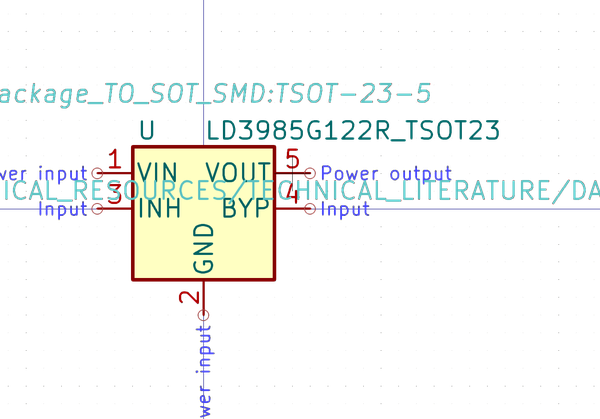 ackage_TO_SOT_SMD:TSOT-23-5
U LD3985G122R_TSOT23
wer input 1 VIN VOUT 5 Power output
ICAL_RESOURCES/TECHNICAL_LITERATURE/DA
Input 3 INH BYP 4 Input
GND
2
wer input